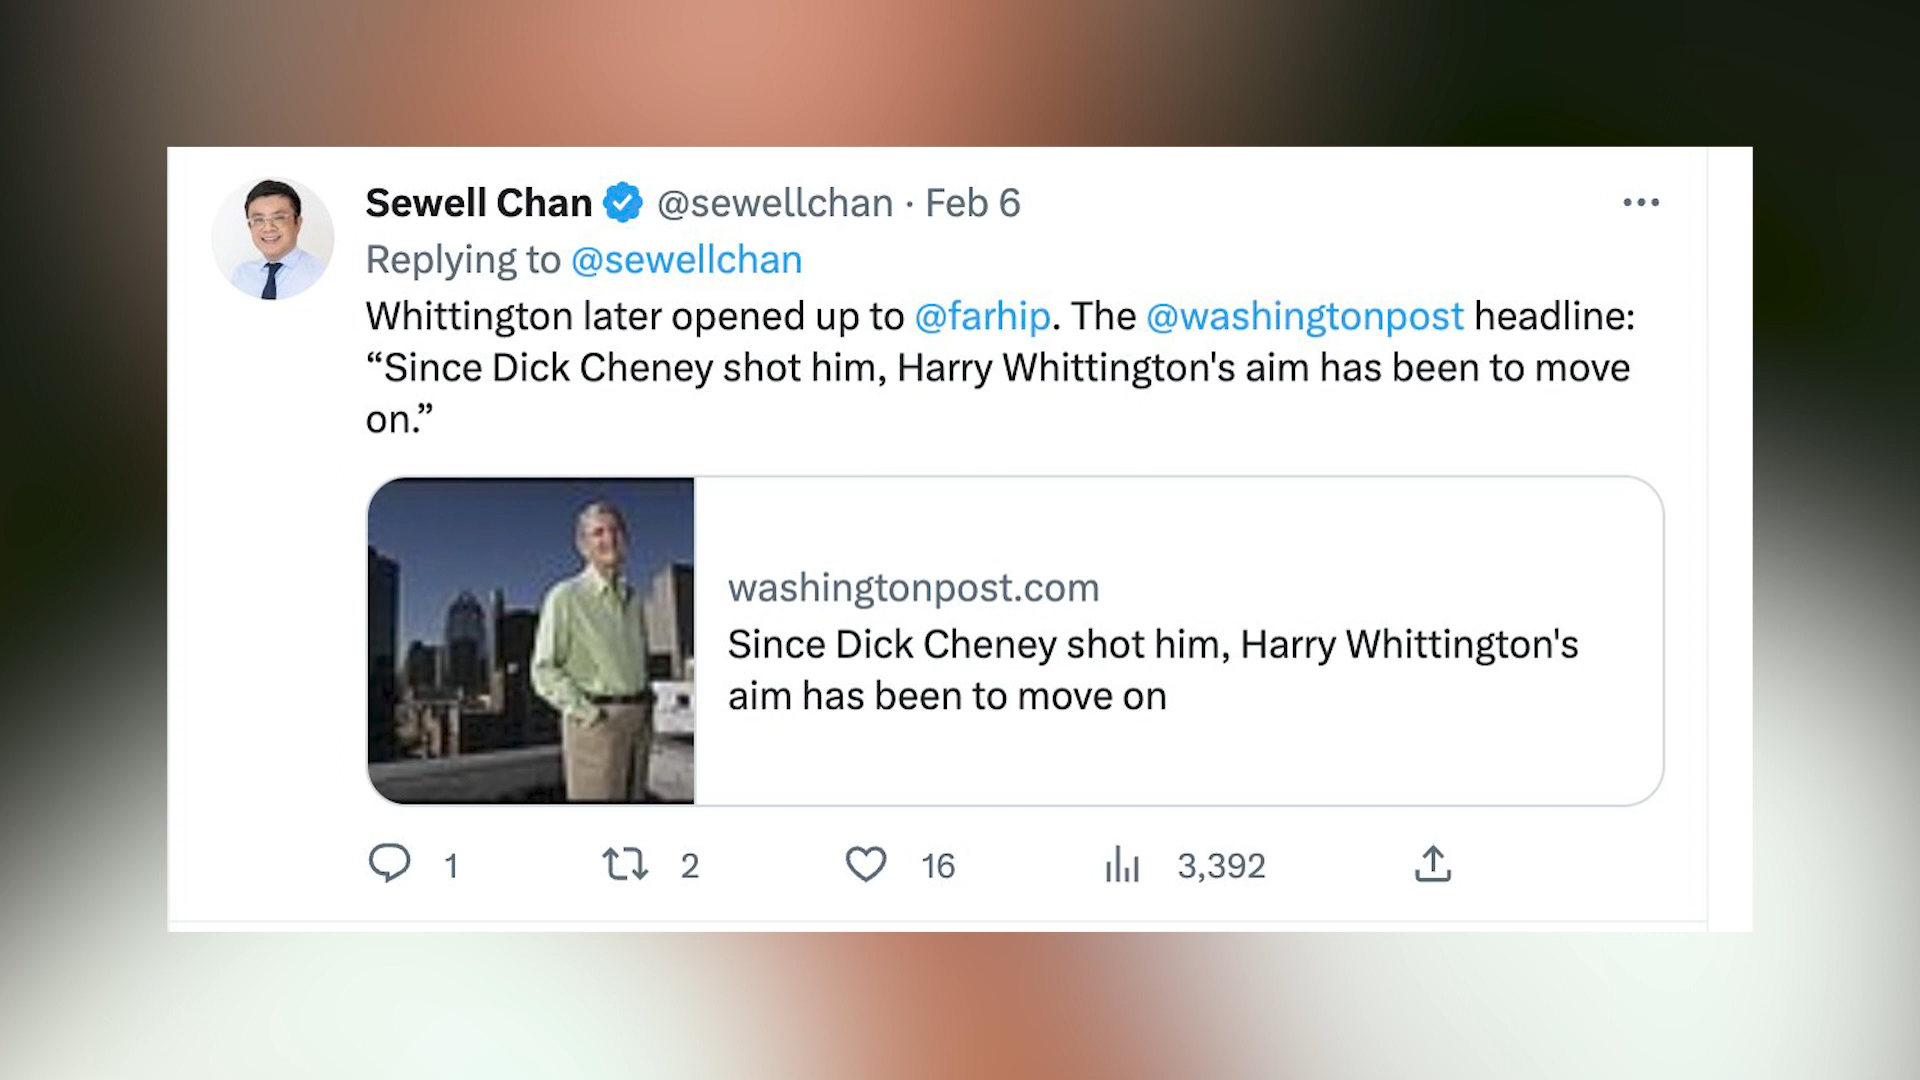 Sewell Chan @sewellchan · Feb 6
Replying to @sewellchan
Whittington later opened up to @farhip. The @washingtonpost headline:
“Since Dick Cheney shot him, Harry Whittington's aim has been to move
on.”
washingtonpost.com
Since Dick Cheney shot him, Harry Whittington's
aim has been to move on
1 2 16 3,392